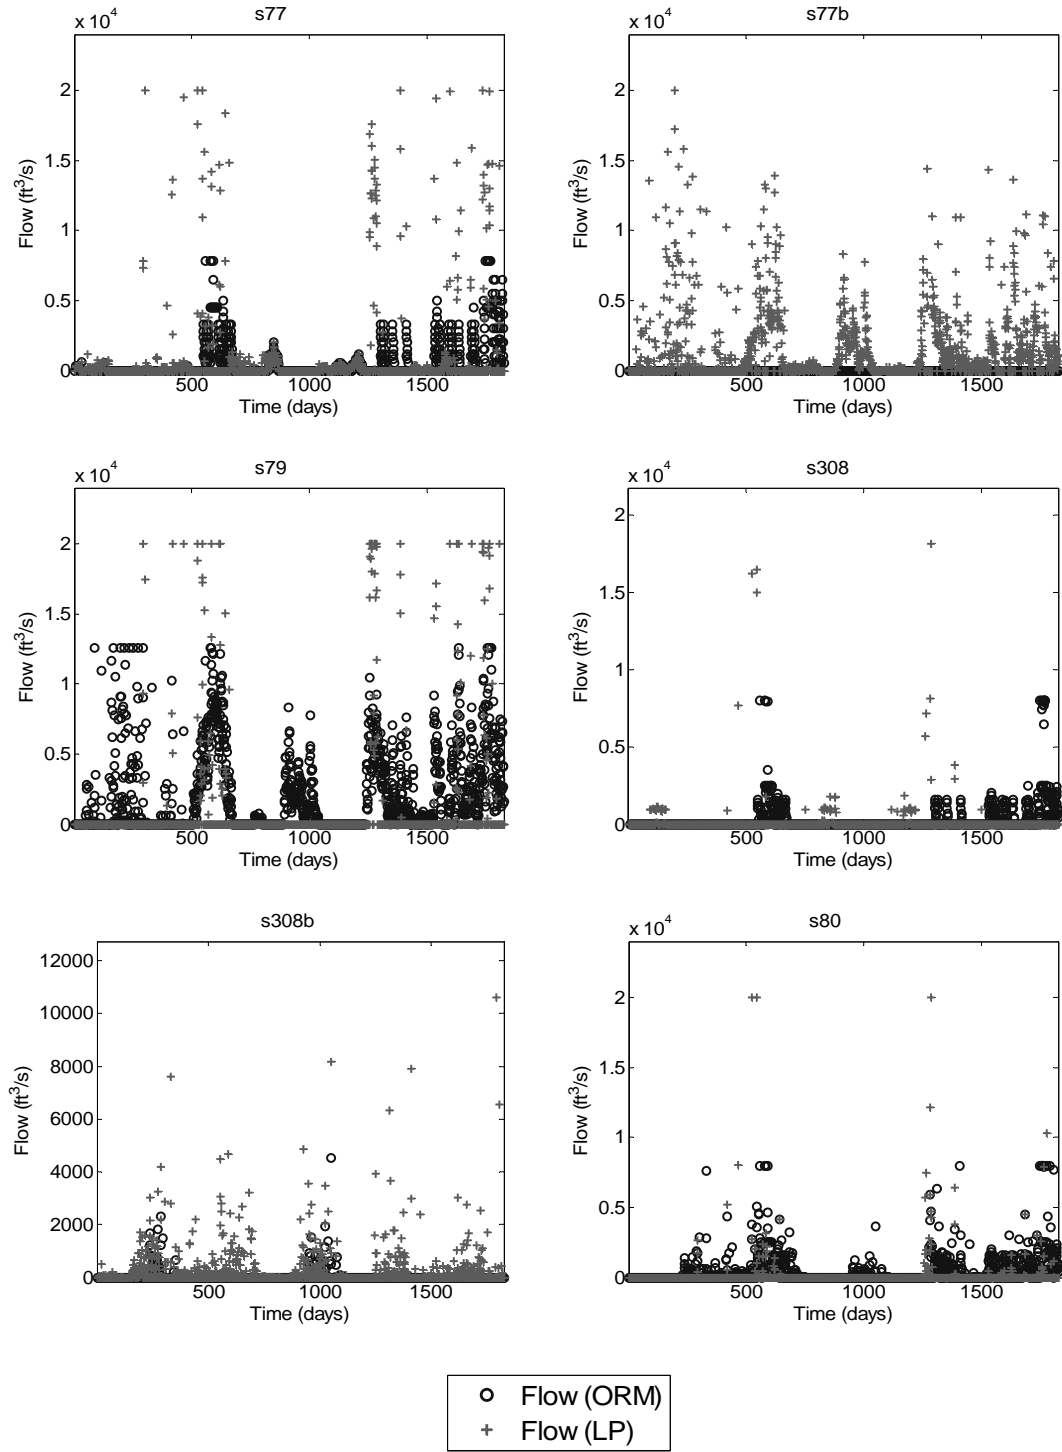 s77
x 10^4
2
1.5
1
0.5
0
Flow (ft^3/s)
500 1000 1500
Time (days)
s77b
x 10^4
2
1.5
1
0.5
0
Flow (ft^3/s)
500 1000 1500
Time (days)
s79
x 10^4
2
1.5
1
0.5
0
Flow (ft^3/s)
500 1000 1500
Time (days)
s308
x 10^4
2
1.5
1
0.5
0
Flow (ft^3/s)
500 1000 1500
Time (days)
s308b
12000
10000
8000
6000
4000
2000
0
Flow (ft^3/s)
500 1000 1500
Time (days)
s80
x 10^4
2
1.5
1
0.5
0
Flow (ft^3/s)
500 1000 1500
Time (days)
Flow (ORM)
Flow (LP)